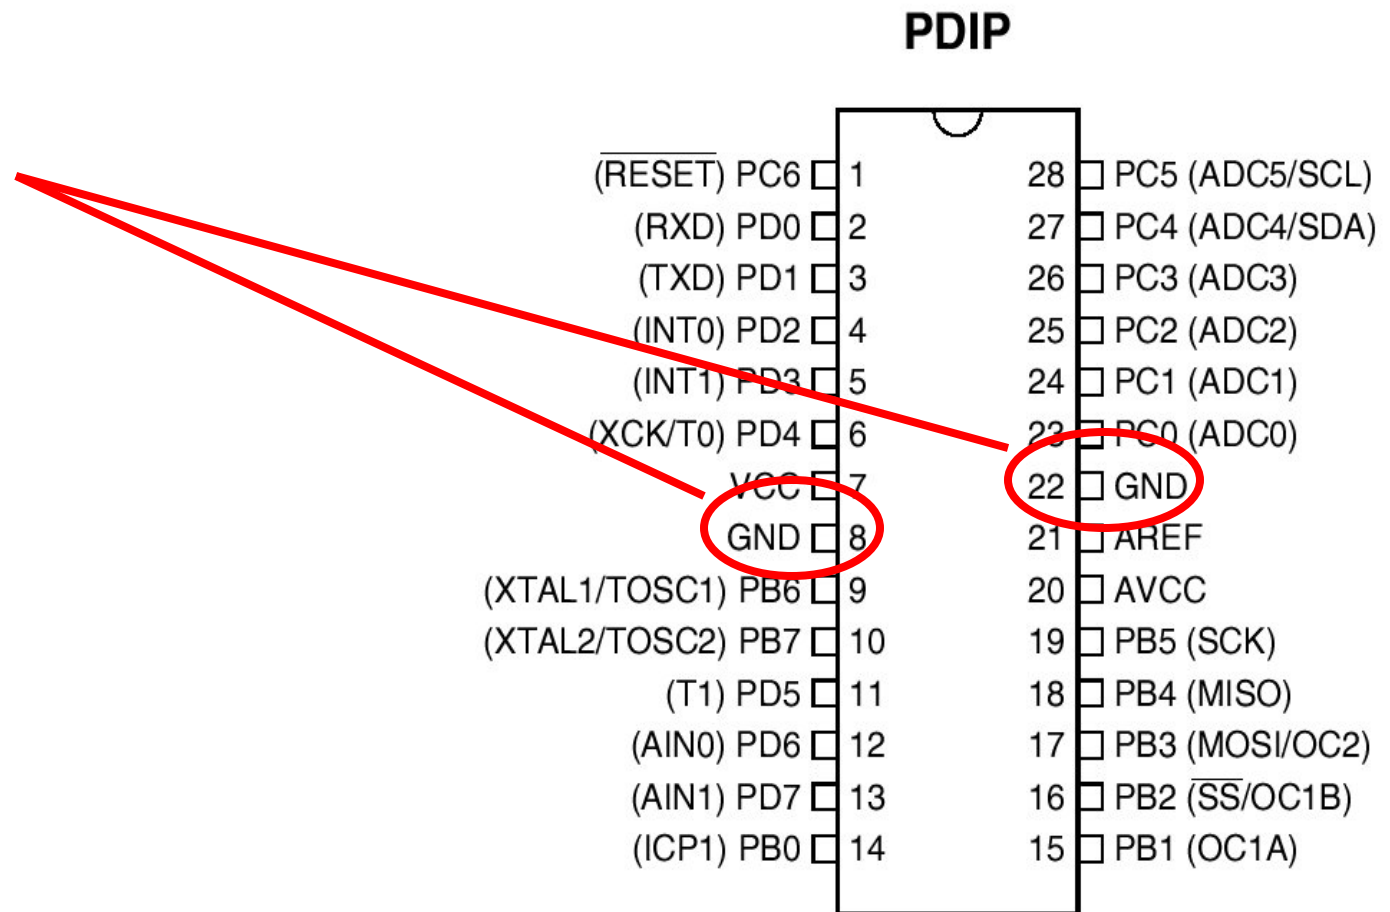 PDIP
(RESET) PC6 1 28 PC5 (ADC5/SCL)
(RXD) PD0 2 27 PC4 (ADC4/SDA)
(TXD) PD1 3 26 PC3 (ADC3)
(INT0) PD2 4 25 PC2 (ADC2)
(INT1) PD3 5 24 PC1 (ADC1)
(XCK/T0) PD4 6 23 PC0 (ADC0)
VCC 7 22 GND
GND 8 21 AREF
(XTAL1/TOSC1) PB6 9 20 AVCC
(XTAL2/TOSC2) PB7 10 19 PB5 (SCK)
(T1) PD5 11 18 PB4 (MISO)
(AIN0) PD6 12 17 PB3 (MOSI/OC2)
(AIN1) PD7 13 16 PB2 (SS/OC1B)
(ICP1) PB0 14 15 PB1 (OC1A)